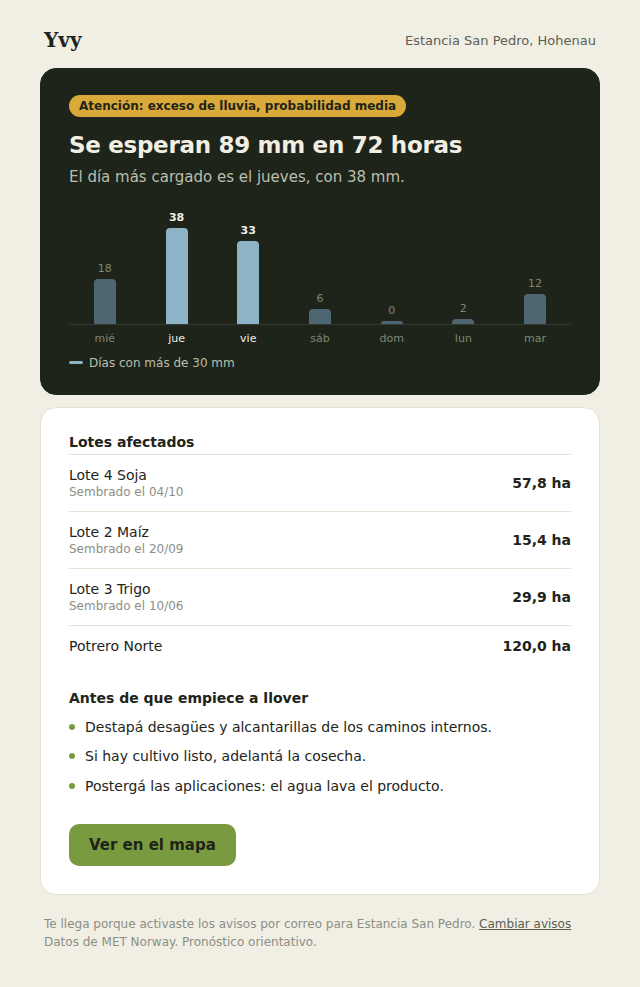 Yvy
Estancia San Pedro, Hohenau
Atención: exceso de lluvia, probabilidad media
Se esperan 89 mm en 72 horas
El día más cargado es el jueves, con 38 mm.
18 38 33 6 0 2 12
mié jue vie sáb dom lun mar
Días con más de 30 mm
Lotes afectados
Lote 4 Soja
Sembrado el 04/10
57,8 ha
Lote 2 Maíz
Sembrado el 20/09
15,4 ha
Lote 3 Trigo
Sembrado el 10/06
29,9 ha
Potrero Norte
120,0 ha
Antes de que empiece a llover
Destapá desagües y alcantarillas de los caminos internos.
Si hay cultivo listo, adelantá la cosecha.
Postergá las aplicaciones: el agua lava el producto.
Ver en el mapa
Te llega porque activaste los avisos por correo para Estancia San Pedro. Cambiar avisos
Datos de MET Norway. Pronóstico orientativo.